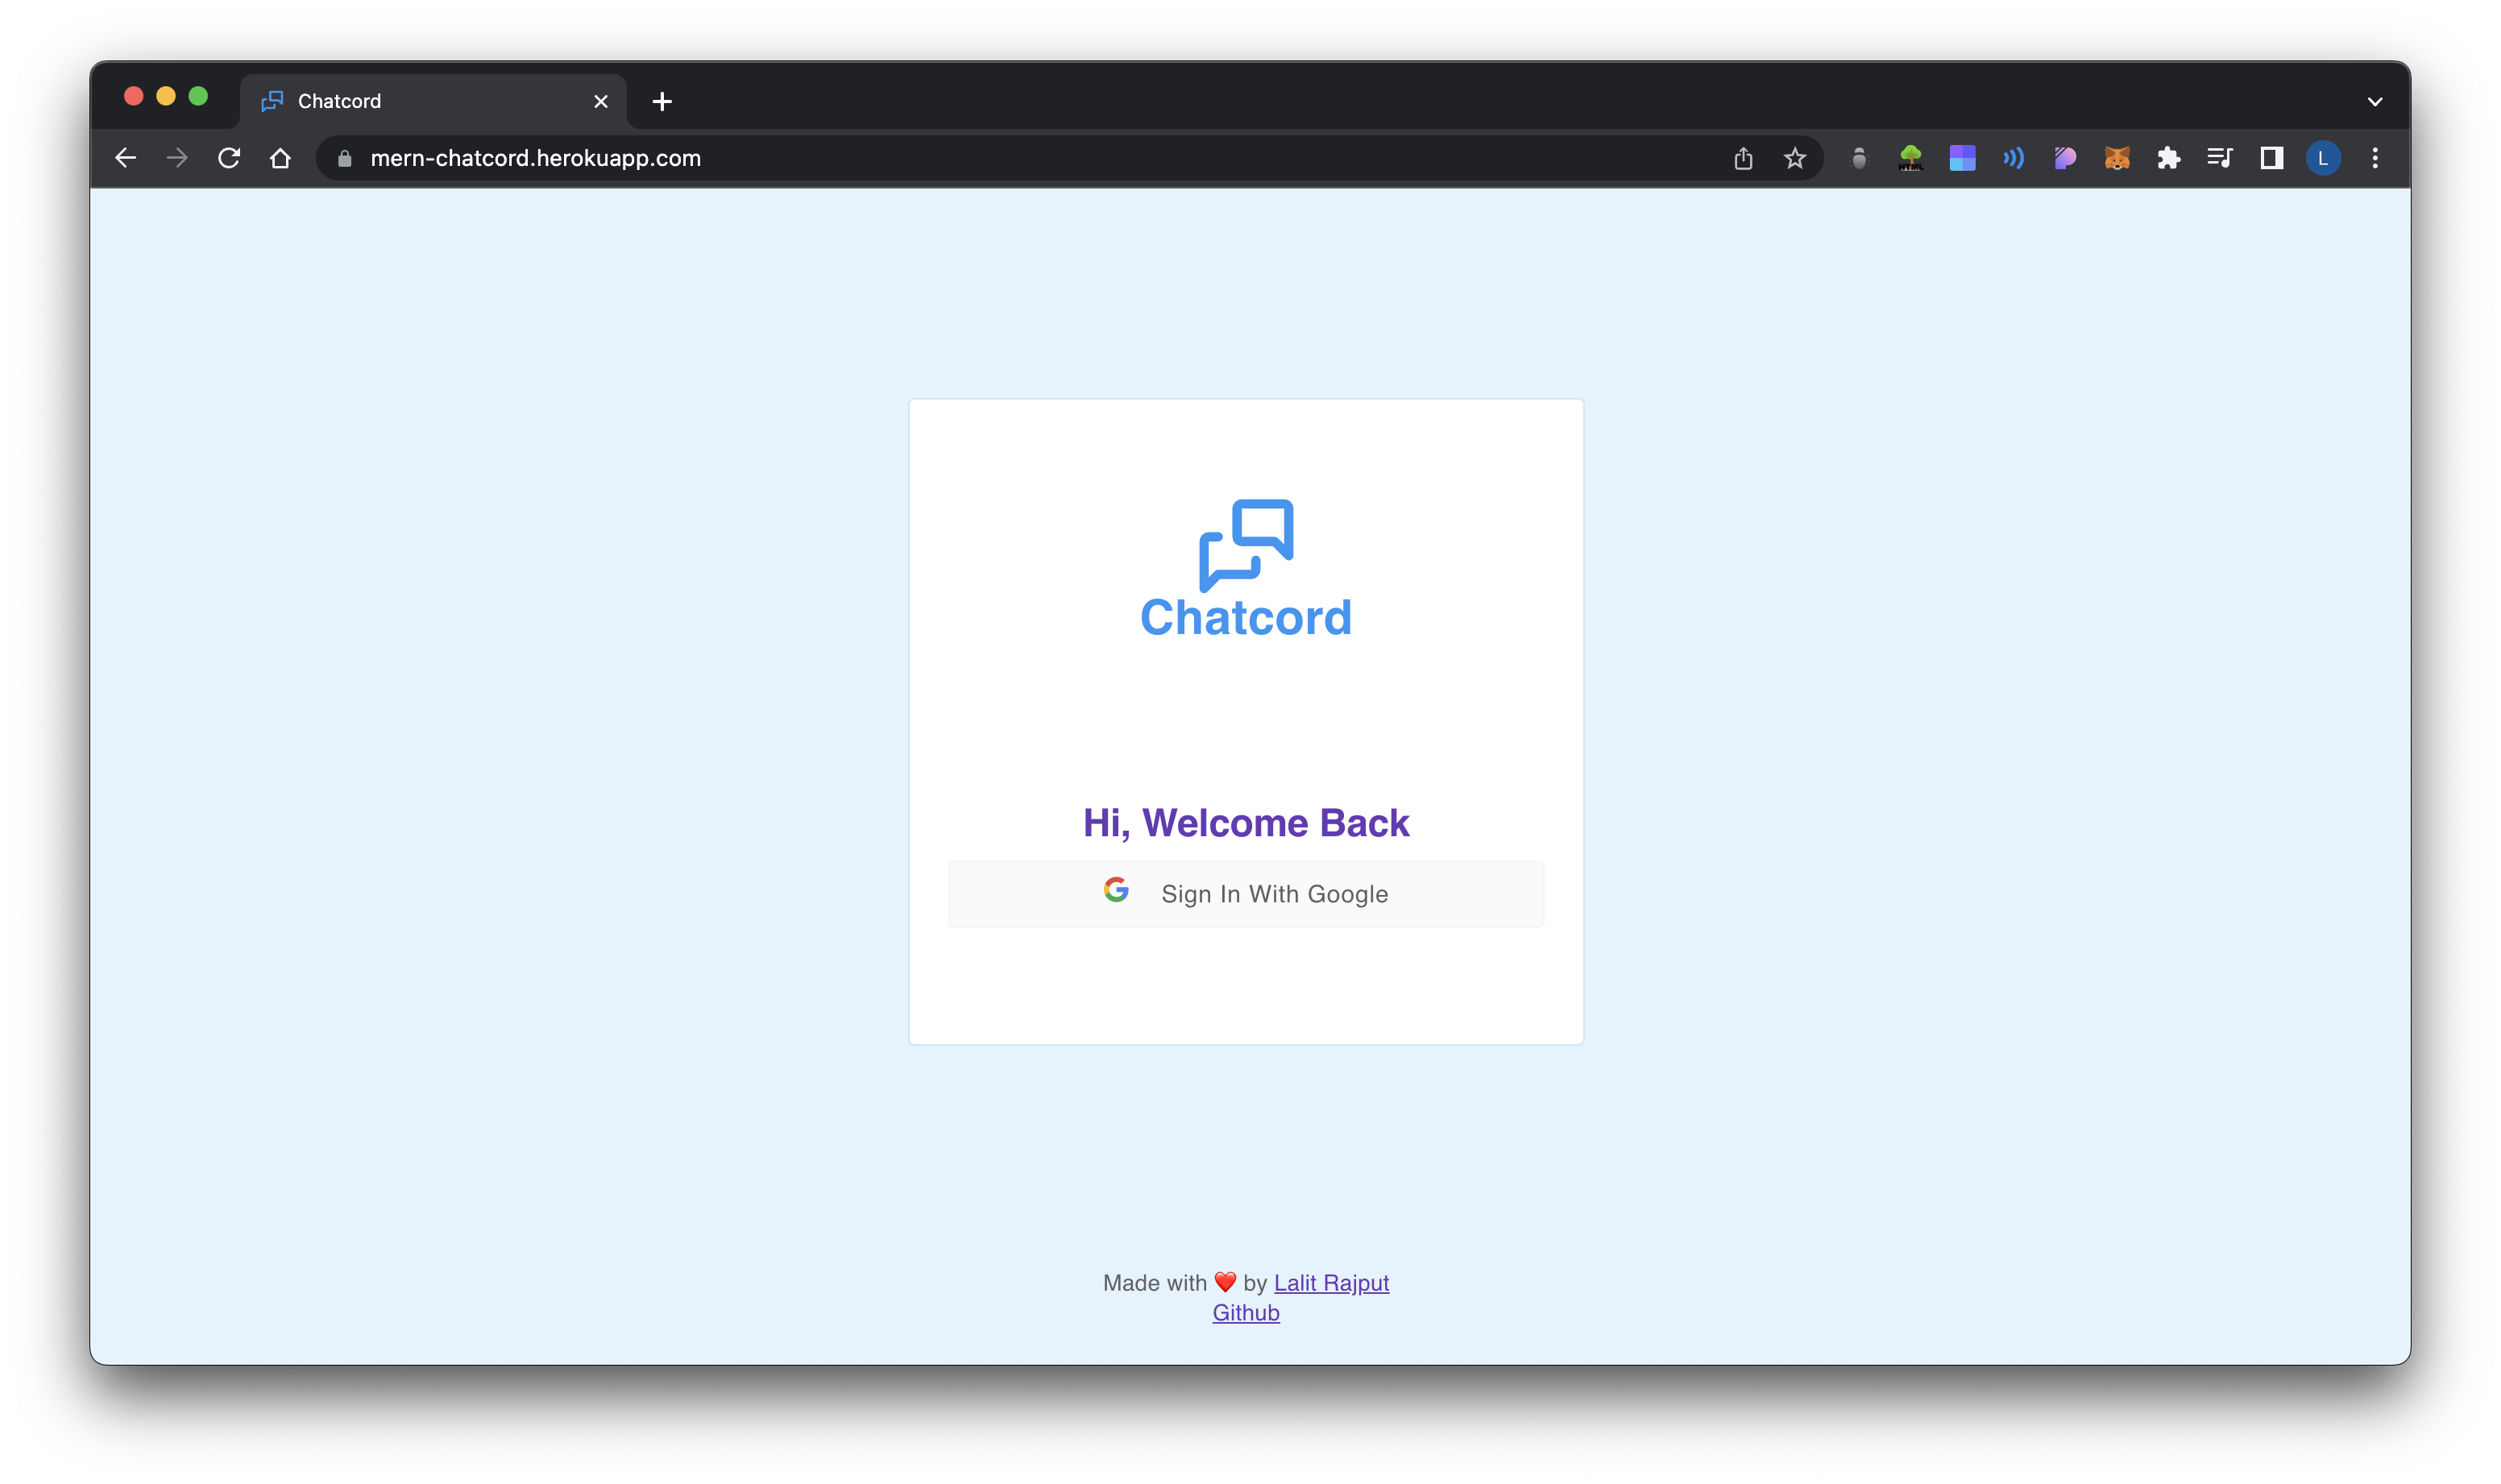 Chatcord
mern-chatcord.herokuapp.com
HTML
L
Chatcord
Hi, Welcome Back
Sign In With Google
Made with ❤️ by Lalit Rajput
Github